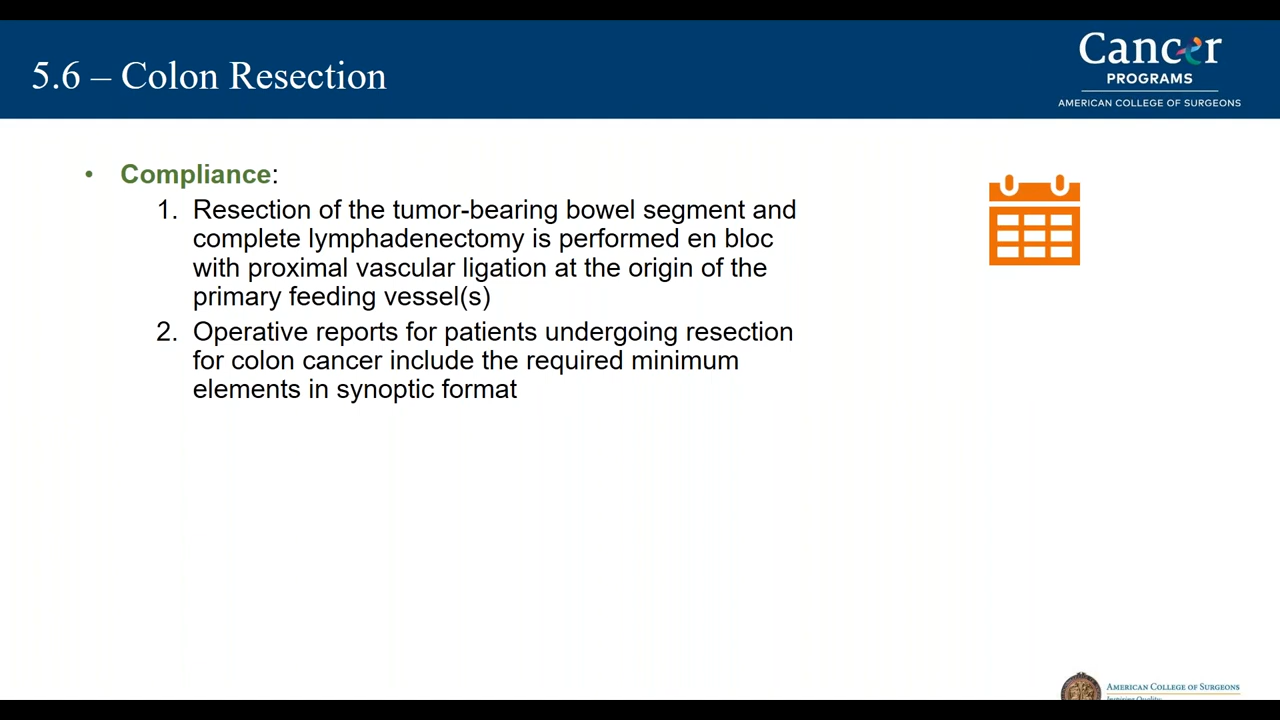 5.6 – Colon Resection
Cancer
PROGRAMS
AMERICAN COLLEGE OF SURGEONS
• Compliance:
1. Resection of the tumor-bearing bowel segment and
complete lymphadenectomy is performed en bloc
with proximal vascular ligation at the origin of the
primary feeding vessel(s)
2. Operative reports for patients undergoing resection
for colon cancer include the required minimum
elements in synoptic format
AMERICAN COLLEGE OF SURGEONS